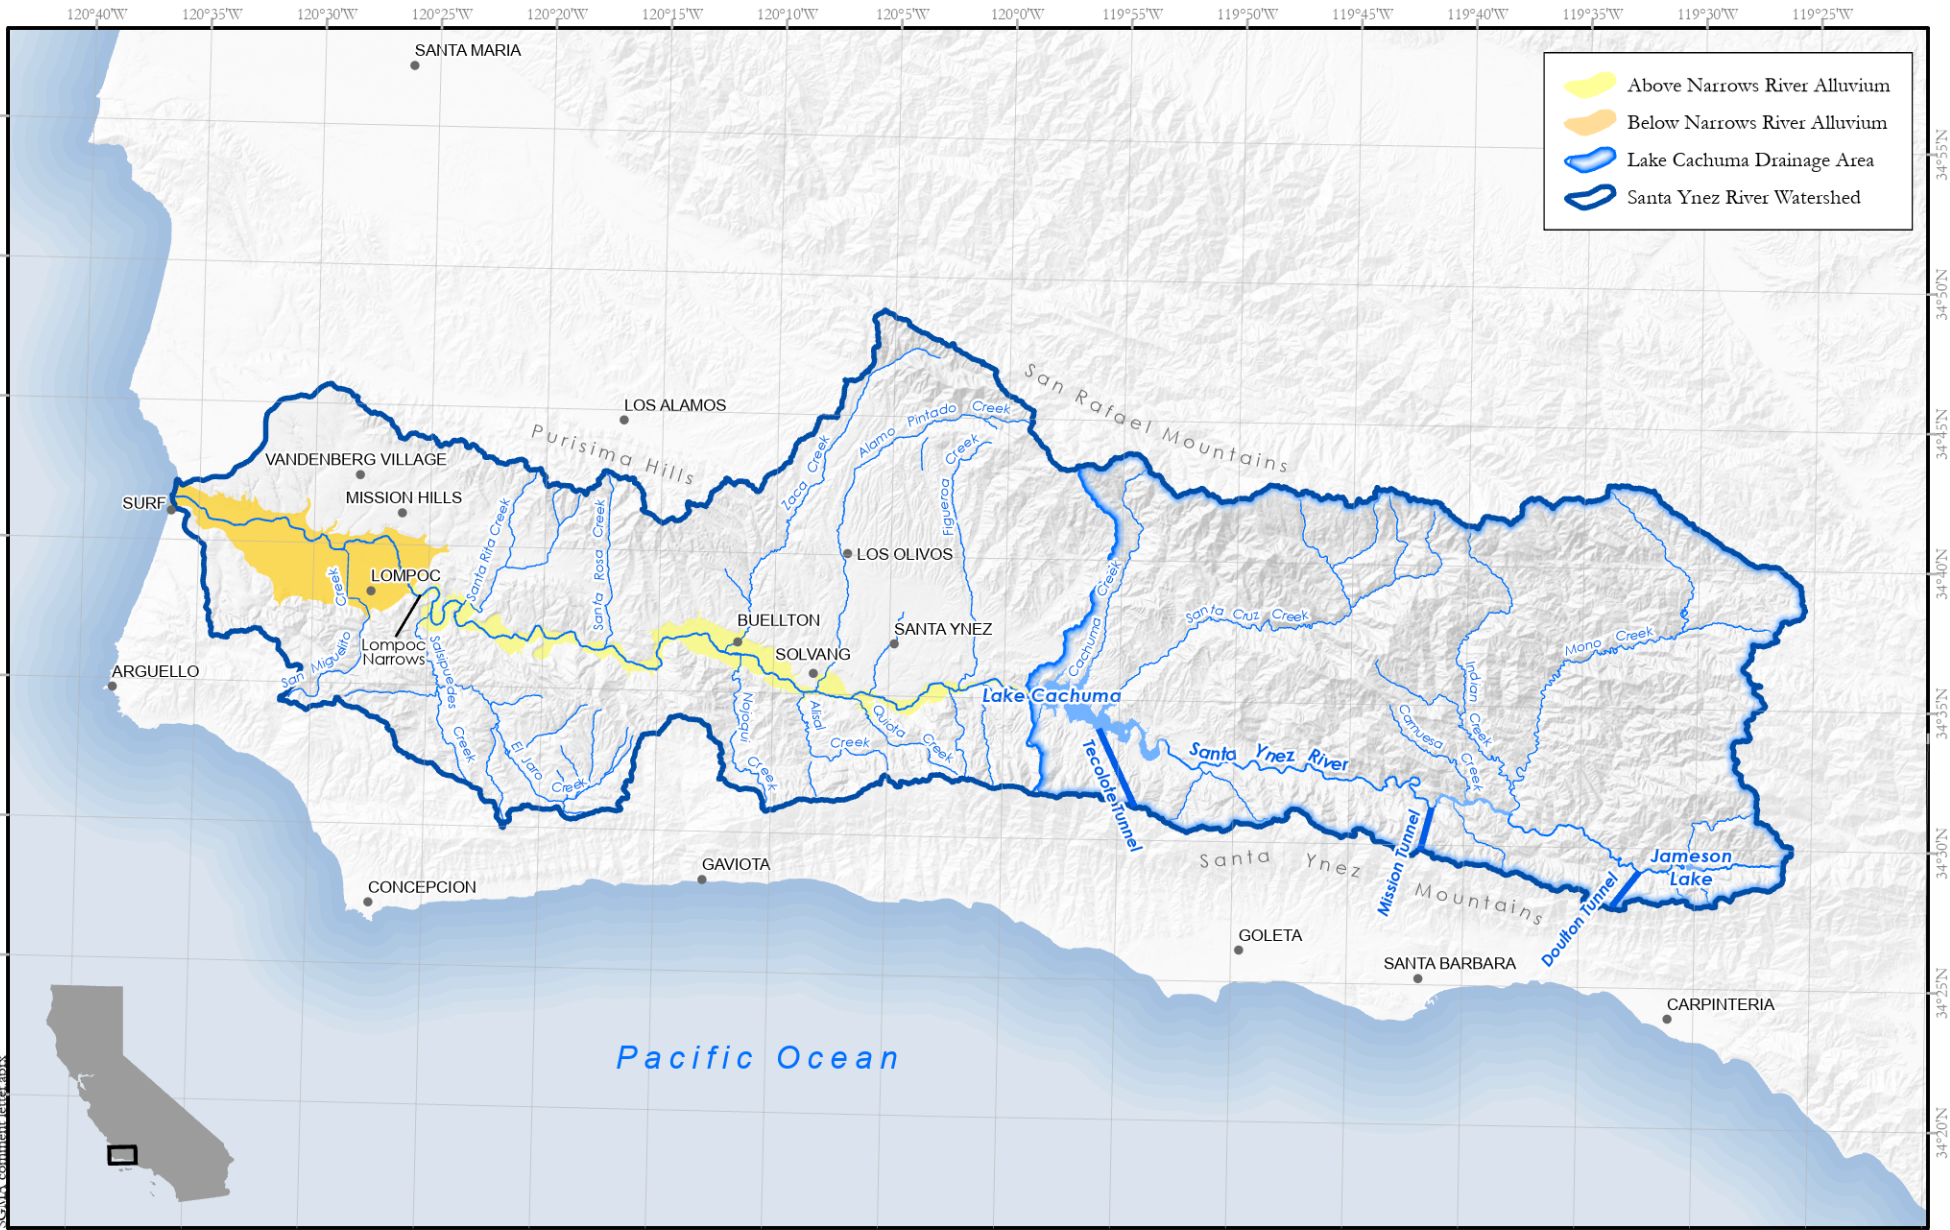 120°40'W 120°35'W 120°30'W 120°25'W 120°20'W 120°15'W 120°10'W 120°5'W 120°0'W 119°55'W 119°50'W 119°45'W 119°40'W 119°35'W 119°30'W 119°25'W
SANTA MARIA
Above Narrows River Alluvium
Below Narrows River Alluvium
Lake Cachuma Drainage Area
Santa Ynez River Watershed
34°55'N
34°50'N
34°45'N
34°40'N
34°35'N
34°30'N
34°25'N
34°20'N
San Rafael Mountains
LOS ALAMOS
Purisima Hills
Alamo Pintado Creek
Zaca Creek
Figueroa Creek
VANDENBERG VILLAGE
MISSION HILLS
SURF
Santa Rita Creek
Santa Rosa Creek
LOS OLIVOS
LOMPOC
Lompoc
Narrows
San Miguelito Creek
BUELLTON
SANTA YNEZ
SOLVANG
Cachuma Creek
Santa Cruz Creek
Mono Creek
Indian Creek
Camuesa Creek
ARGUELLO
Salsipuedes Creek
El Jaro Creek
Nojoqui Creek
Alisal Creek
Quiota Creek
Lake Cachuma
Santa Ynez River
Tecolote Tunnel
Mission Tunnel
Doulton Tunnel
Jameson
Lake
Santa Ynez Mountains
GAVIOTA
CONCEPCION
GOLETA
SANTA BARBARA
CARPINTERIA
Pacific Ocean